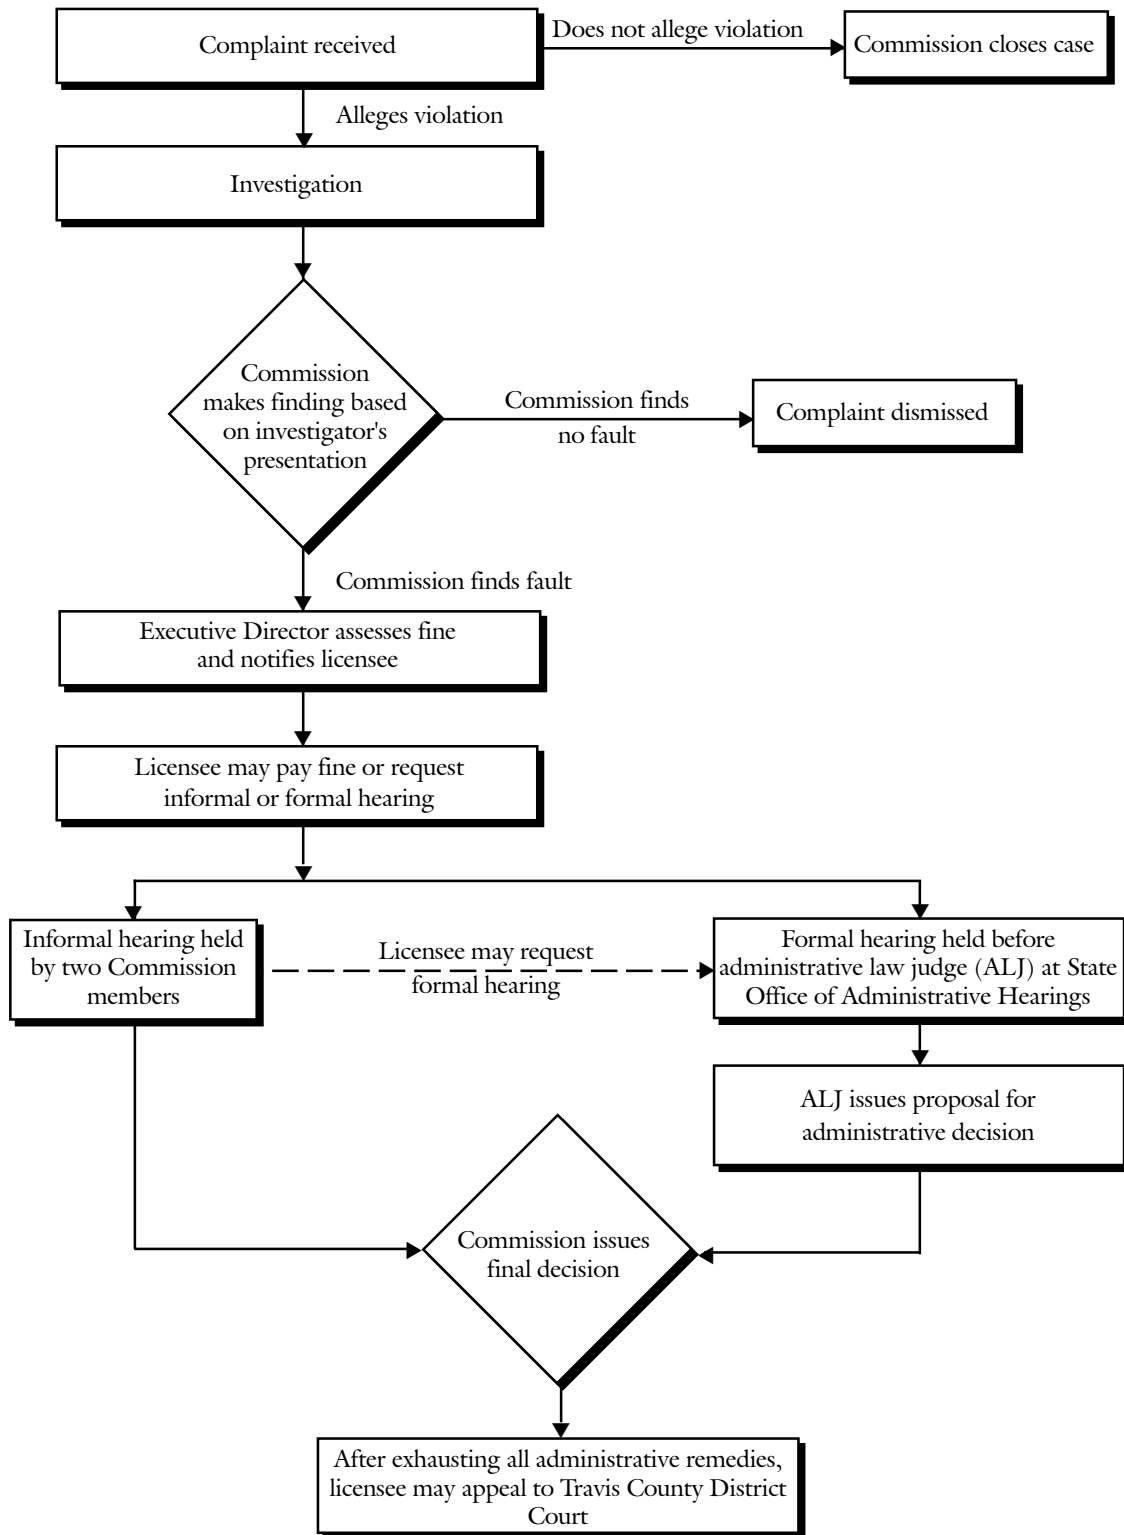 Complaint received
Does not allege violation
Commission closes case
Alleges violation
Investigation
Commission
makes finding based
on investigator's
presentation
Commission finds
no fault
Complaint dismissed
Commission finds fault
Executive Director assesses fine
and notifies licensee
Licensee may pay fine or request
informal or formal hearing
Informal hearing held
by two Commission
members
Licensee may request
formal hearing
Formal hearing held before
administrative law judge (ALJ) at State
Office of Administrative Hearings
ALJ issues proposal for
administrative decision
Commission issues
final decision
After exhausting all administrative remedies,
licensee may appeal to Travis County District
Court